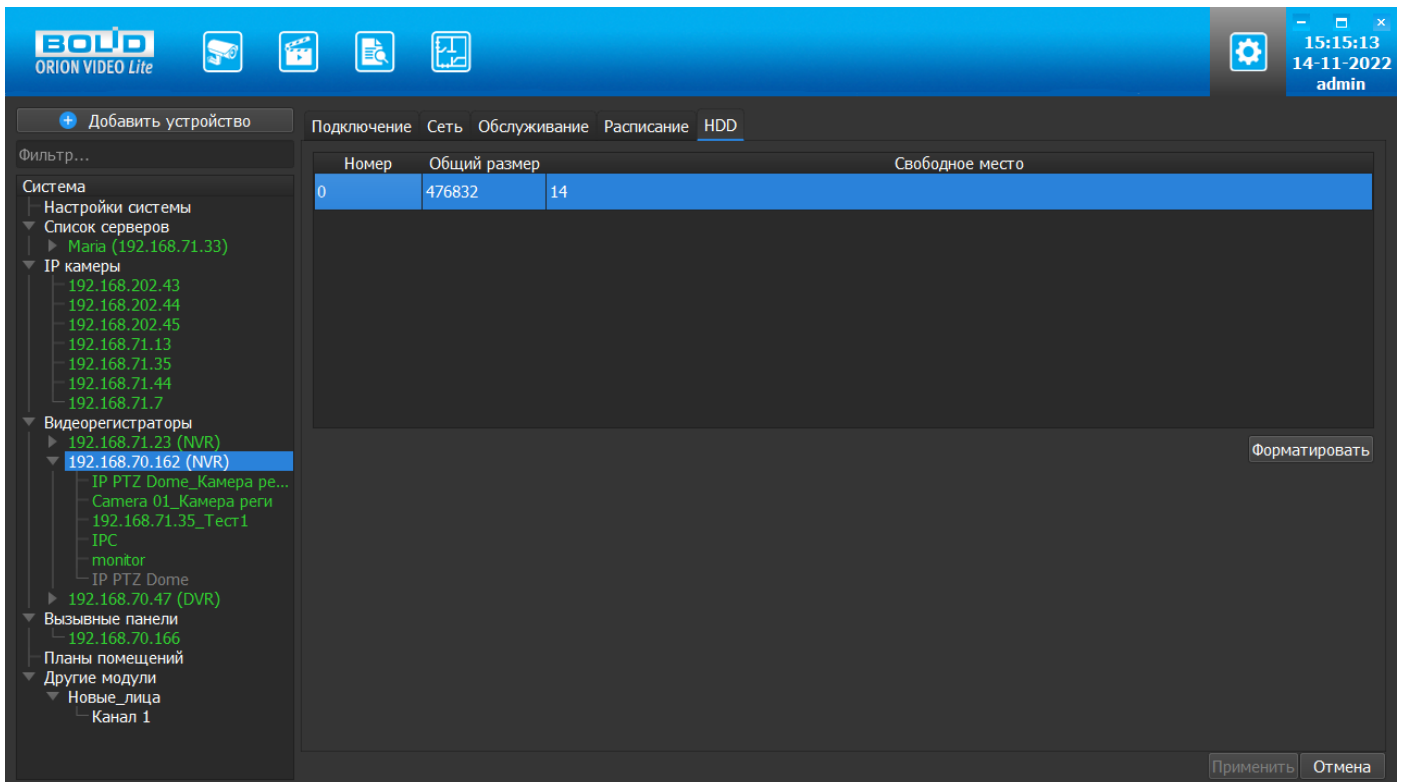 BOLID
ORION VIDEO Lite
15:15:13
14-11-2022
admin
Добавить устройство
Фильтр...
Система
Настройки системы
Список серверов
Maria (192.168.71.33)
IP камеры
192.168.202.43
192.168.202.44
192.168.202.45
192.168.71.13
192.168.71.35
192.168.71.44
192.168.71.7
Видеорегистраторы
192.168.71.23 (NVR)
192.168.70.162 (NVR)
IP PTZ Dome_Камера ре...
Camera 01_Камера реги
192.168.71.35_Тест1
IPC
monitor
IP PTZ Dome
192.168.70.47 (DVR)
Вызывные панели
192.168.70.166
Планы помещений
Другие модули
Новые_лица
Канал 1
Подключение Сеть Обслуживание Расписание HDD
Номер Общий размер Свободное место
0 476832 14
Форматировать
Применить Отмена